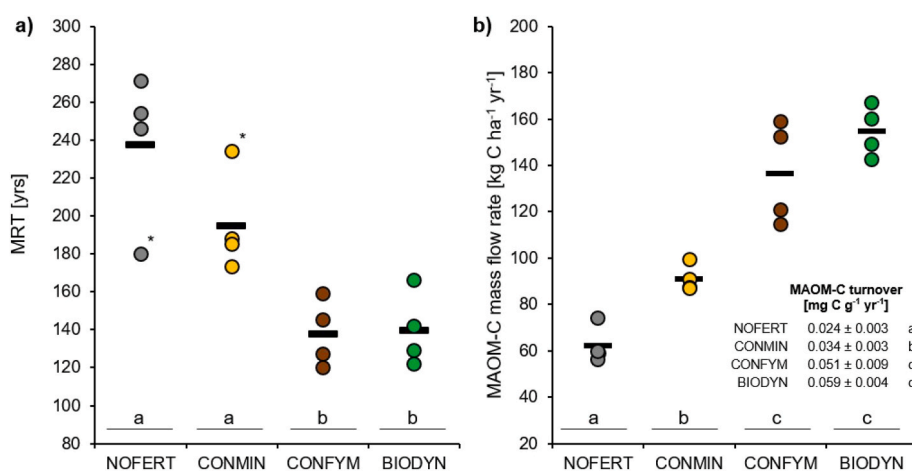 a)
300
280
260
240
220
200
180
160
140
120
100
80
MRT [yrs]
*
*
a a b b
NOFERT CONMIN CONFYM BIODYN
b)
200
180
160
140
120
100
80
60
40
20
MAOM-C mass flow rate [kg C ha⁻¹ yr⁻¹]
MAOM-C turnover
[mg C g⁻¹ yr⁻¹]
NOFERT 0.024 ± 0.003 a
CONMIN 0.034 ± 0.003 b
CONFYM 0.051 ± 0.009
BIODYN 0.059 ± 0.004
a b c c
NOFERT CONMIN CONFYM BIODYN